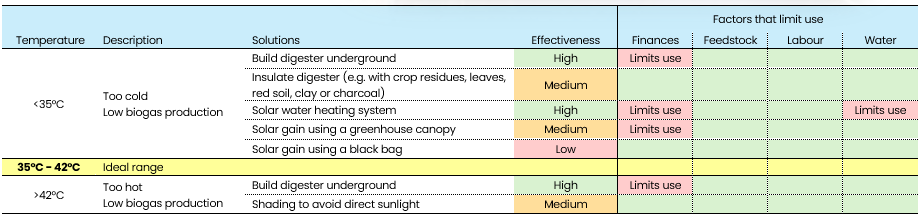 Factors that limit use
Temperature Description Solutions Effectiveness Finances Feedstock Labour Water
Build digester underground High Limits use
Insulate digester (e.g. with crop residues, leaves,
red soil, clay or charcoal) Medium
<35°C Too cold
Low biogas production
Solar water heating system High Limits use Limits use
Solar gain using a greenhouse canopy Medium Limits use
Solar gain using a black bag Low
35°C - 42°C Ideal range
>42°C Too hot
Low biogas production
Build digester underground High Limits use
Shading to avoid direct sunlight Medium